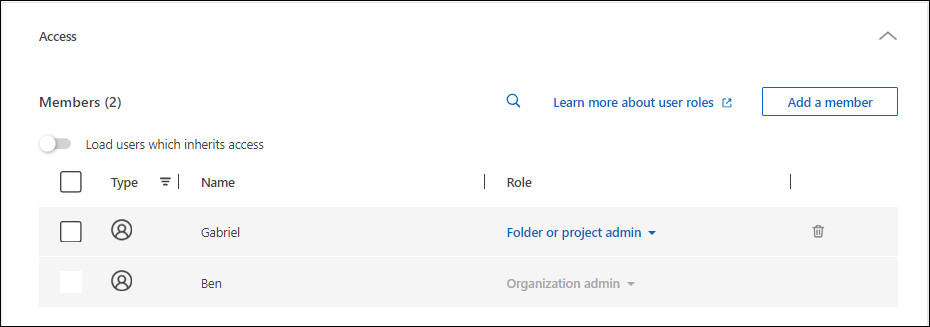 Access
Members (2)
Learn more about user roles
Add a member
Load users which inherits access
Type Name Role
Gabriel Folder or project admin
Ben Organization admin